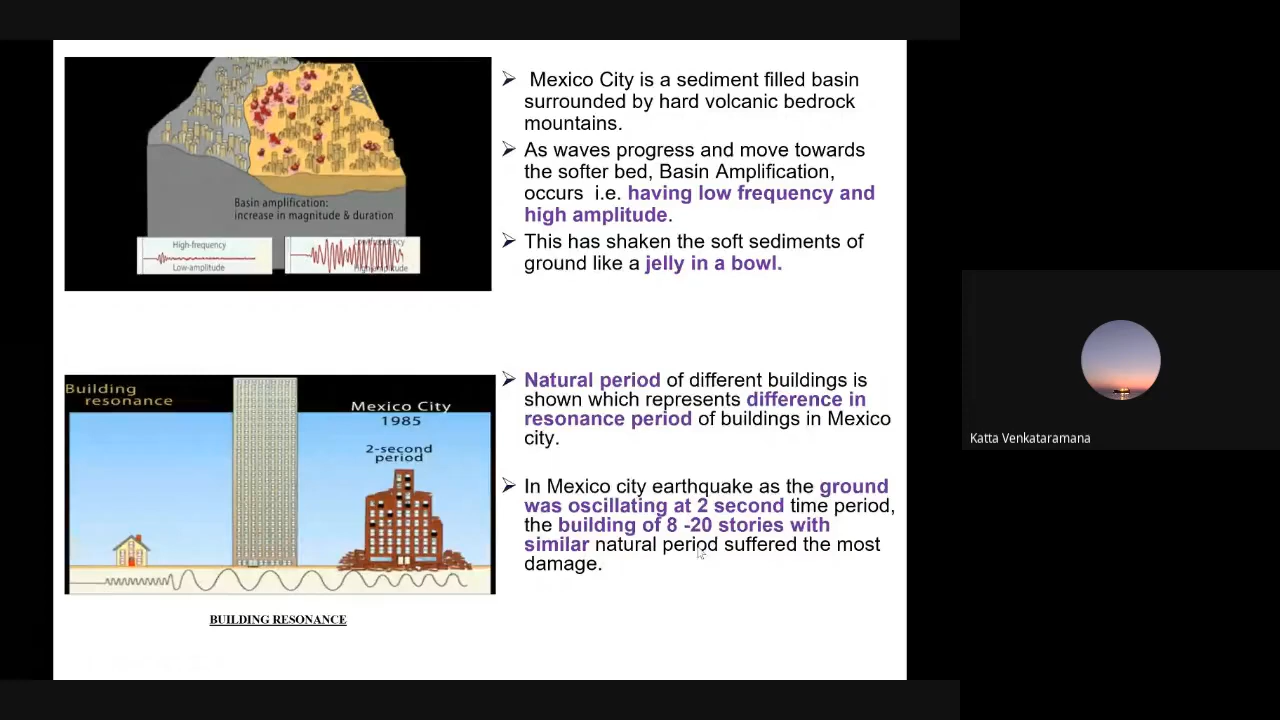 Basin amplification:
increase in magnitude & duration
High-frequency
Low-amplitude
Low-frequency
High-amplitude
➢ Mexico City is a sediment filled basin
surrounded by hard volcanic bedrock
mountains.
➢ As waves progress and move towards
the softer bed, Basin Amplification,
occurs i.e. having low frequency and
high amplitude.
➢ This has shaken the soft sediments of
ground like a jelly in a bowl.
Building
resonance
Mexico City
1985
2-second
period
BUILDING RESONANCE
➢ Natural period of different buildings is
shown which represents difference in
resonance period of buildings in Mexico
city.
➢ In Mexico city earthquake as the ground
was oscillating at 2 second time period,
the building of 8 -20 stories with
similar natural period suffered the most
damage.
Katta Venkataramana